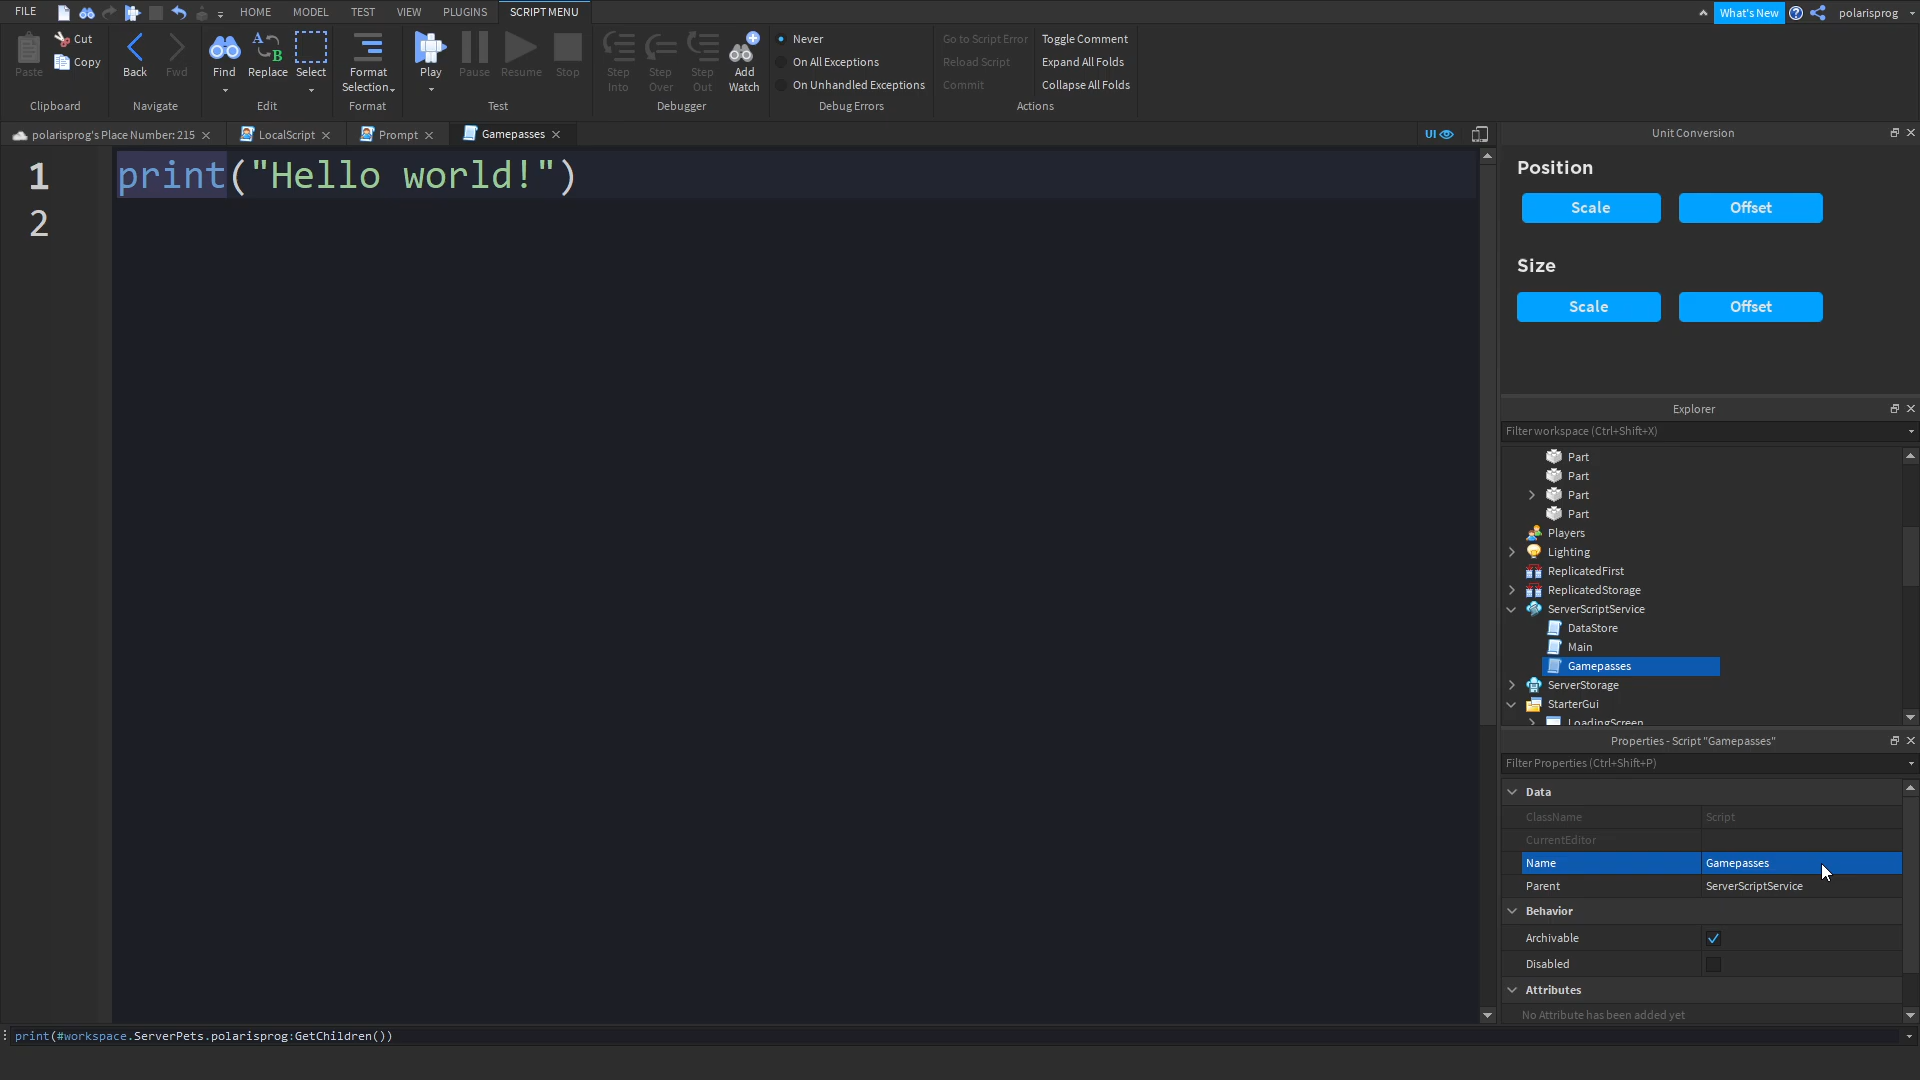 FILE
HOME
MODEL
TEST
VIEW
PLUGINS
SCRIPT MENU
What's New
polarisprog
Paste
Cut
Copy
Clipboard
Back
Fwd
Navigate
Find
Replace
Select
Edit
Format
Selection
Format
Play
Pause
Resume
Stop
Test
Step
Into
Step
Over
Step
Out
Add
Watch
Debugger
Never
On All Exceptions
On Unhandled Exceptions
Debug Errors
Go to Script Error
Reload Script
Commit
Toggle Comment
Expand All Folds
Collapse All Folds
Actions
polarisprog's Place Number: 215
LocalScript
Prompt
Gamepasses
UI
1 print("Hello world!")
2
Unit Conversion
Position
Scale
Offset
Size
Scale
Offset
Explorer
Filter workspace (Ctrl+Shift+X)
Part
Part
Part
Part
Players
Lighting
ReplicatedFirst
ReplicatedStorage
ServerScriptService
DataStore
Main
Gamepasses
ServerStorage
StarterGui
LoadingScreen
Properties - Script "Gamepasses"
Filter Properties (Ctrl+Shift+P)
Data
ClassName Script
CurrentEditor
Name Gamepasses
Parent ServerScriptService
Behavior
Archivable
Disabled
Attributes
No Attribute has been added yet
print(#workspace.ServerPets.polarisprog:GetChildren())